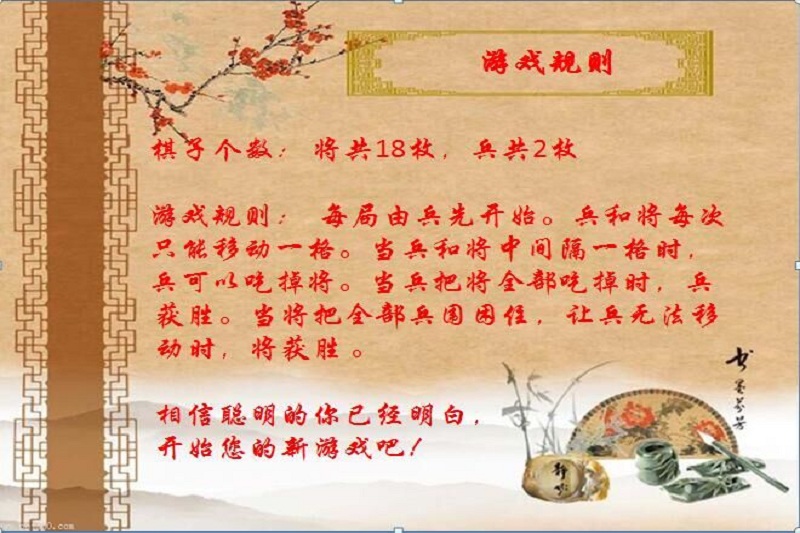 游戏规则
棋子个数： 将共18枚，兵共2枚
游戏规则： 每局由兵先开始。兵和将每次
只能移动一格。当兵和将中间隔一格时，
兵可以吃掉将。当兵把将全部吃掉时，兵
获胜。当将把全部兵围困住，让兵无法移
动时，将获胜 。
相信聪明的你已经明白，
开始您的新游戏吧！